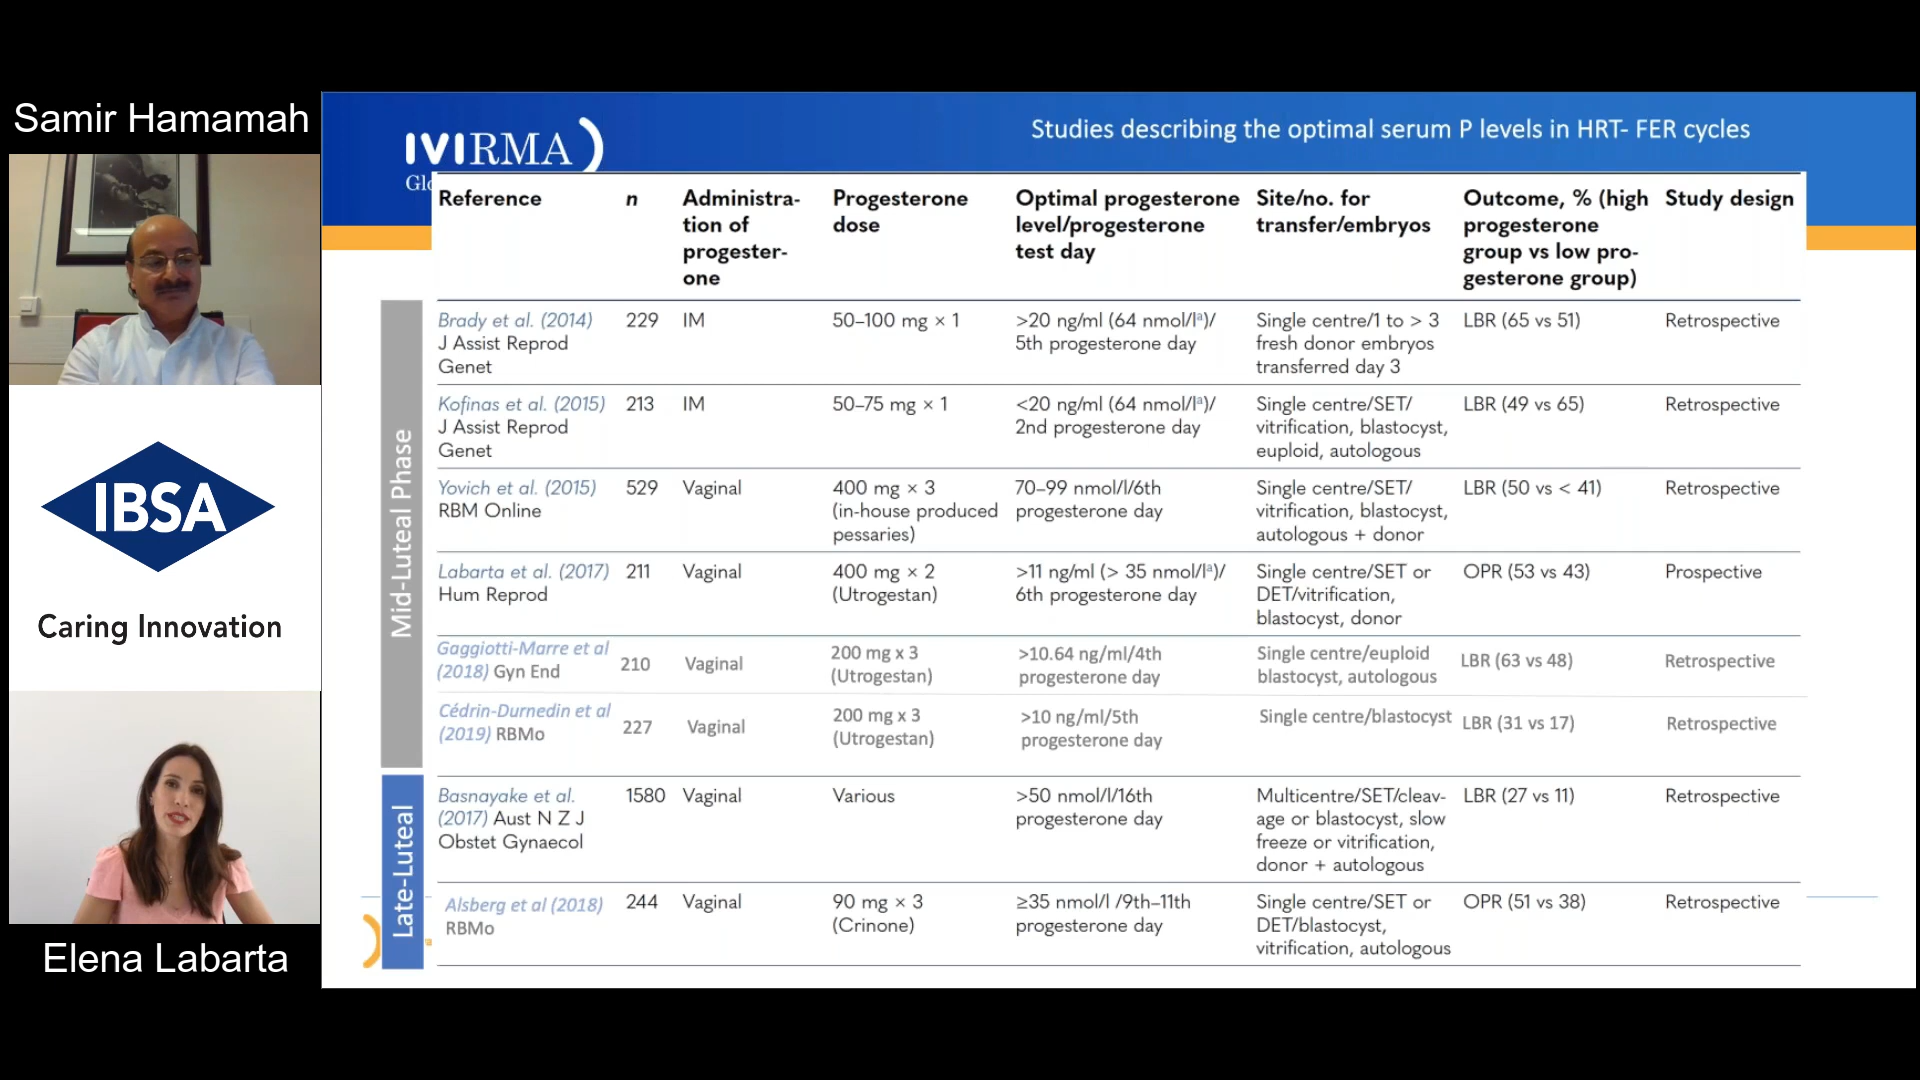 Samir Hamamah
IBSA
Caring Innovation
Elena Labarta
IVIRMA
Studies describing the optimal serum P levels in HRT- FER cycles
Reference
n
Administra-
tion of
progester-
one
Progesterone
dose
Optimal progesterone
level/progesterone
test day
Site/no. for
transfer/embryos
Outcome, % (high
progesterone
group vs low pro-
gesterone group)
Study design
Mid-Luteal Phase
Brady et al. (2014)
J Assist Reprod
Genet
229
IM
50–100 mg × 1
>20 ng/ml (64 nmol/lª)/
5th progesterone day
Single centre/1 to > 3
fresh donor embryos
transferred day 3
LBR (65 vs 51)
Retrospective
Kofinas et al. (2015)
J Assist Reprod
Genet
213
IM
50–75 mg × 1
<20 ng/ml (64 nmol/lª)/
2nd progesterone day
Single centre/SET/
vitrification, blastocyst,
euploid, autologous
LBR (49 vs 65)
Retrospective
Yovich et al. (2015)
RBM Online
529
Vaginal
400 mg × 3
(in-house produced
pessaries)
70–99 nmol/l/6th
progesterone day
Single centre/SET/
vitrification, blastocyst,
autologous + donor
LBR (50 vs < 41)
Retrospective
Labarta et al. (2017)
Hum Reprod
211
Vaginal
400 mg × 2
(Utrogestan)
>11 ng/ml (> 35 nmol/lª)/
6th progesterone day
Single centre/SET or
DET/vitrification,
blastocyst, donor
OPR (53 vs 43)
Prospective
Gaggiotti-Marre et al
(2018) Gyn End
210
Vaginal
200 mg x 3
(Utrogestan)
>10.64 ng/ml/4th
progesterone day
Single centre/euploid
blastocyst, autologous
LBR (63 vs 48)
Retrospective
Cédrin-Durnedin et al
(2019) RBMo
227
Vaginal
200 mg x 3
(Utrogestan)
>10 ng/ml/5th
progesterone day
Single centre/blastocyst
LBR (31 vs 17)
Retrospective
Late-Luteal
Basnayake et al.
(2017) Aust N Z J
Obstet Gynaecol
1580
Vaginal
Various
>50 nmol/l/16th
progesterone day
Multicentre/SET/cleav-
age or blastocyst, slow
freeze or vitrification,
donor + autologous
LBR (27 vs 11)
Retrospective
Alsberg et al (2018)
RBMo
244
Vaginal
90 mg × 3
(Crinone)
≥35 nmol/l /9th–11th
progesterone day
Single centre/SET or
DET/blastocyst,
vitrification, autologous
OPR (51 vs 38)
Retrospective